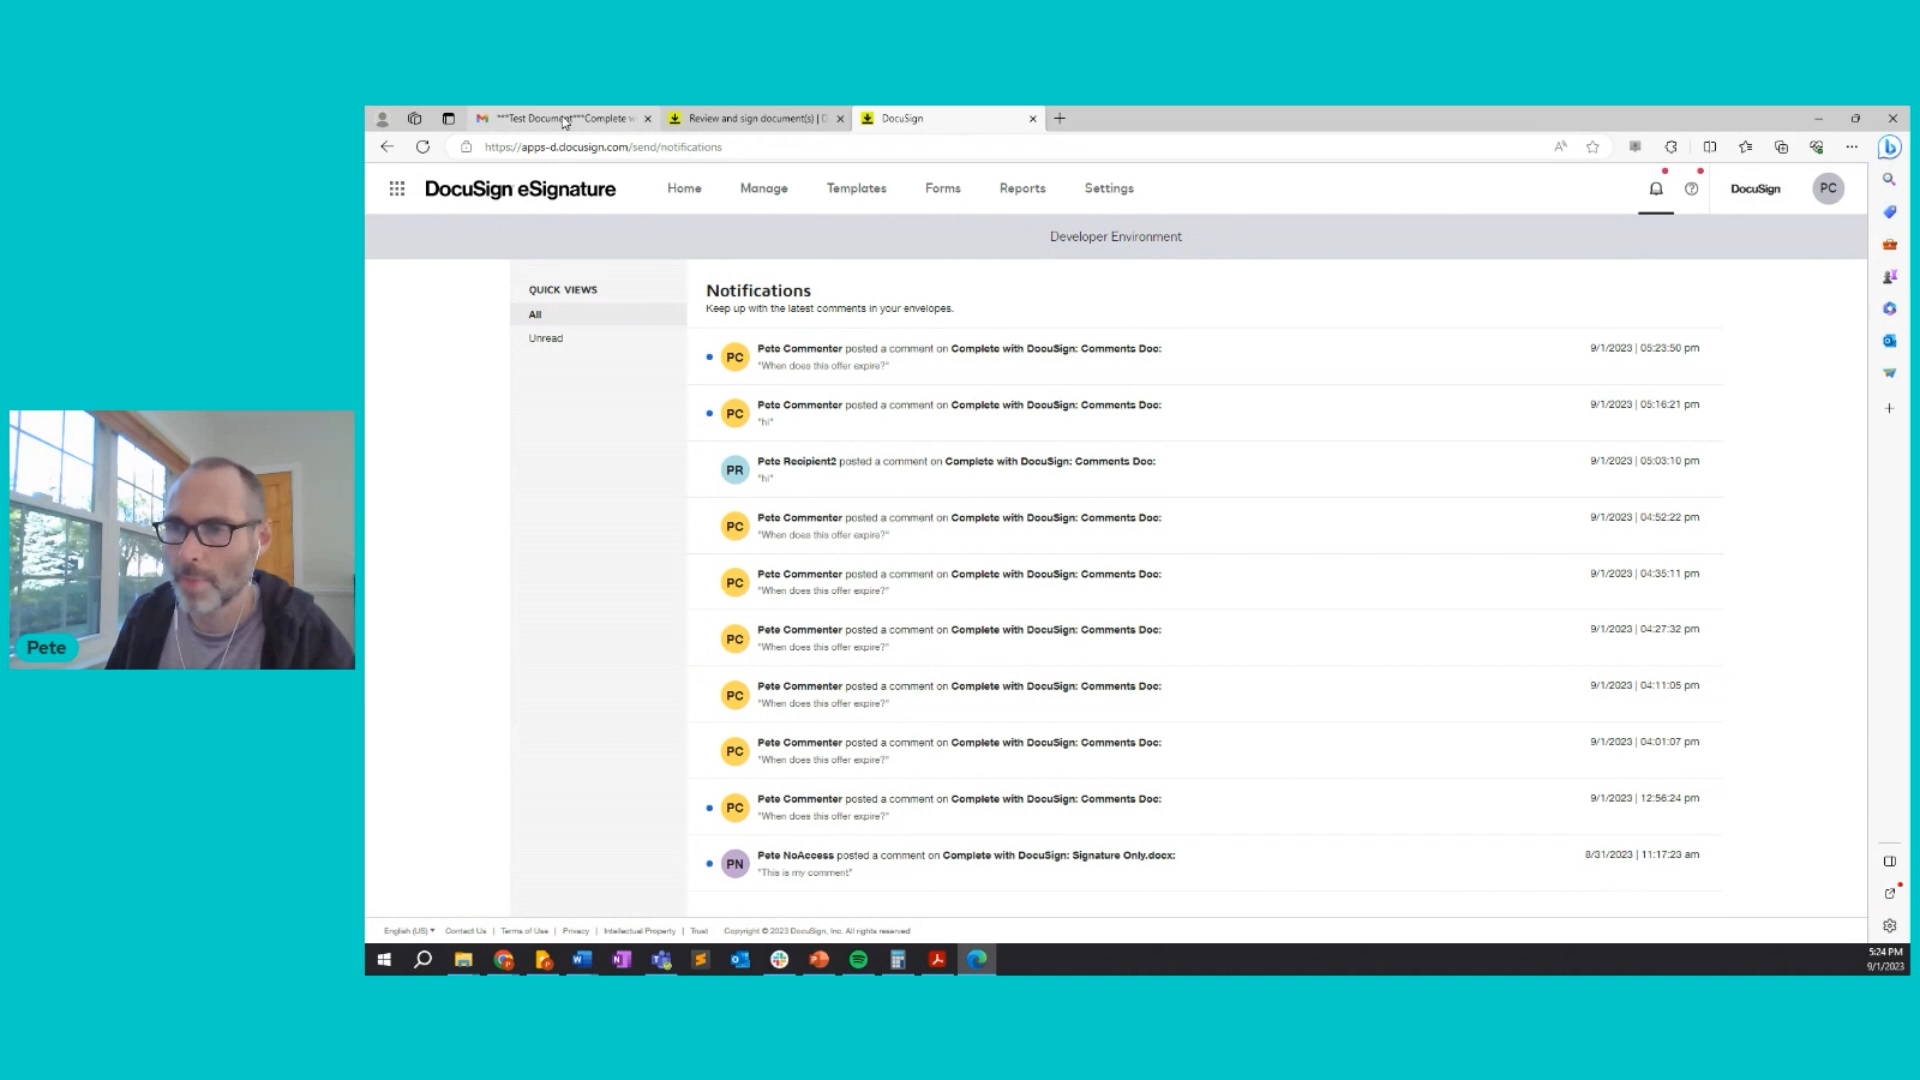 ***Test Document***Complete w
Review and sign document(s) | D
DocuSign
https://apps-d.docusign.com/send/notifications
DocuSign eSignature
Home
Manage
Templates
Forms
Reports
Settings
DocuSign
PC
Developer Environment
QUICK VIEWS
All
Unread
Notifications
Keep up with the latest comments in your envelopes.
PC
Pete Commenter posted a comment on Complete with DocuSign: Comments Doc:
9/1/2023 | 05:23:50 pm
"When does this offer expire?"
PC
Pete Commenter posted a comment on Complete with DocuSign: Comments Doc:
9/1/2023 | 05:16:21 pm
"hi"
PR
Pete Recipient2 posted a comment on Complete with DocuSign: Comments Doc:
9/1/2023 | 05:03:10 pm
"hi"
PC
Pete Commenter posted a comment on Complete with DocuSign: Comments Doc:
9/1/2023 | 04:52:22 pm
"When does this offer expire?"
PC
Pete Commenter posted a comment on Complete with DocuSign: Comments Doc:
9/1/2023 | 04:35:11 pm
"When does this offer expire?"
PC
Pete Commenter posted a comment on Complete with DocuSign: Comments Doc:
9/1/2023 | 04:27:32 pm
"When does this offer expire?"
PC
Pete Commenter posted a comment on Complete with DocuSign: Comments Doc:
9/1/2023 | 04:11:05 pm
"When does this offer expire?"
PC
Pete Commenter posted a comment on Complete with DocuSign: Comments Doc:
9/1/2023 | 04:01:07 pm
"When does this offer expire?"
PC
Pete Commenter posted a comment on Complete with DocuSign: Comments Doc:
9/1/2023 | 12:56:24 pm
"When does this offer expire?"
PN
Pete NoAccess posted a comment on Complete with DocuSign: Signature Only.docx:
8/31/2023 | 11:17:23 am
"This is my comment"
English (US) Contact Us | Terms of Use | Privacy | Intellectual Property | Trust Copyright © 2023 DocuSign, Inc. All rights reserved
5:24 PM
9/1/2023
Pete